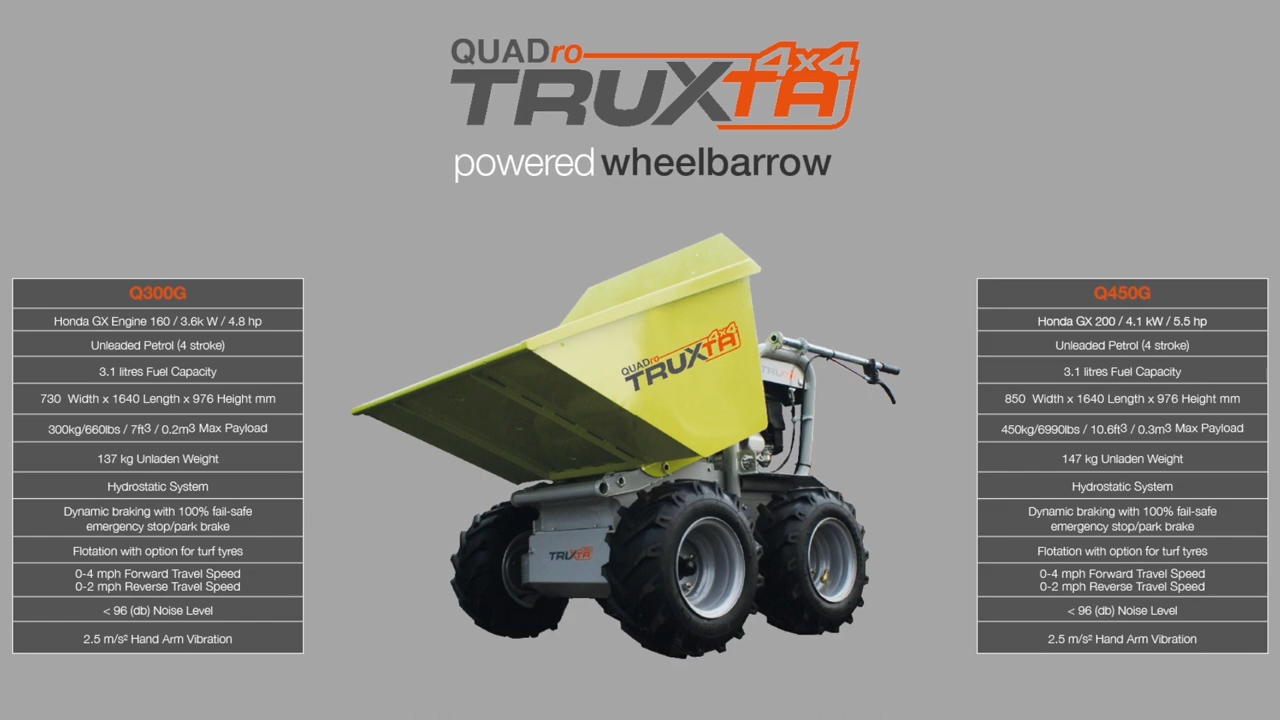 QUADro
TRUXTA 4x4
powered wheelbarrow
Q300G
Honda GX Engine 160 / 3.6k W / 4.8 hp
Unleaded Petrol (4 stroke)
3.1 litres Fuel Capacity
730 Width x 1640 Length x 976 Height mm
300kg/660lbs / 7ft³ / 0.2m³ Max Payload
137 kg Unladen Weight
Hydrostatic System
Dynamic braking with 100% fail-safe
emergency stop/park brake
Flotation with option for turf tyres
0-4 mph Forward Travel Speed
0-2 mph Reverse Travel Speed
< 96 (db) Noise Level
2.5 m/s² Hand Arm Vibration
QUADro
TRUXTA 4x4
TRUX
TRUXTA
Q450G
Honda GX 200 / 4.1 kW / 5.5 hp
Unleaded Petrol (4 stroke)
3.1 litres Fuel Capacity
850 Width x 1640 Length x 976 Height mm
450kg/6990lbs / 10.6ft³ / 0.3m³ Max Payload
147 kg Unladen Weight
Hydrostatic System
Dynamic braking with 100% fail-safe
emergency stop/park brake
Flotation with option for turf tyres
0-4 mph Forward Travel Speed
0-2 mph Reverse Travel Speed
< 96 (db) Noise Level
2.5 m/s² Hand Arm Vibration